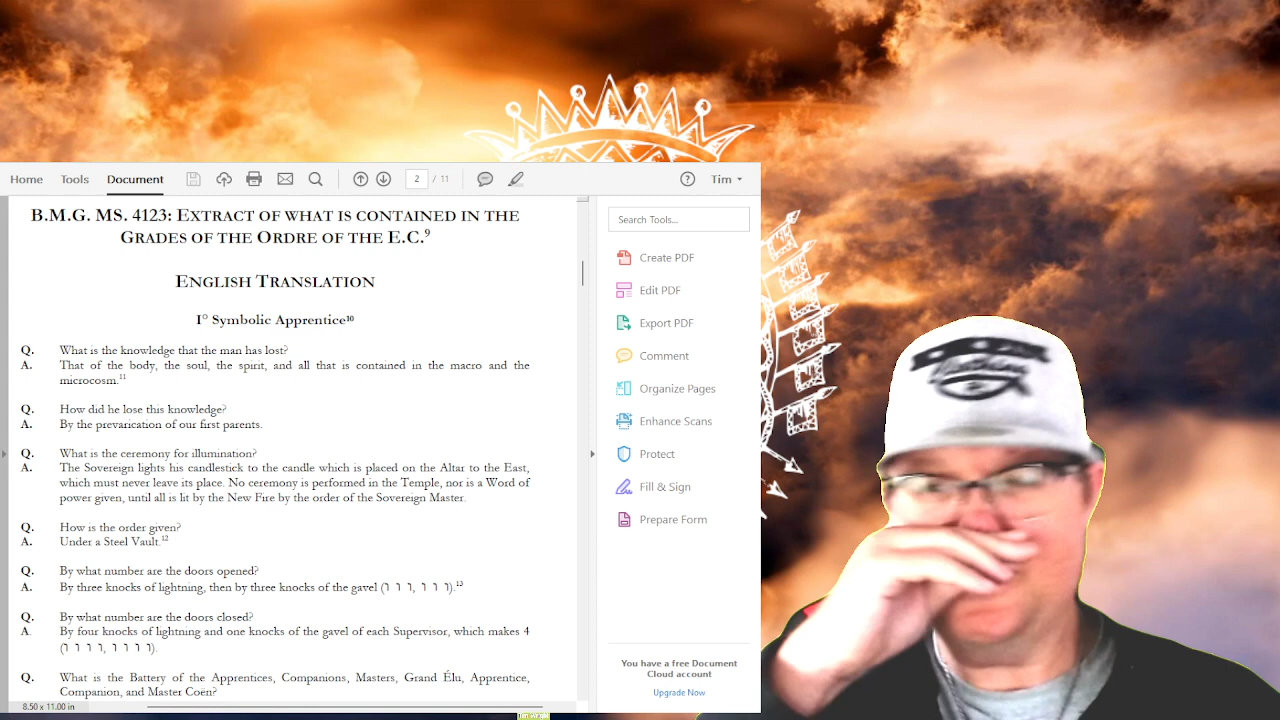 Home Tools Document 2 / 11 Tim
B.M.G. MS. 4123: EXTRACT OF WHAT IS CONTAINED IN THE
GRADES OF THE ORDRE OF THE E.C.9
ENGLISH TRANSLATION
I° Symbolic Apprentice10
Q. What is the knowledge that the man has lost?
A. That of the body, the soul, the spirit, and all that is contained in the macro and the
microcosm.11
Q. How did he lose this knowledge?
A. By the prevarication of our first parents.
Q. What is the ceremony for illumination?
A. The Sovereign lights his candlestick to the candle which is placed on the Altar to the East,
which must never leave its place. No ceremony is performed in the Temple, nor is a Word of
power given, until all is lit by the New Fire by the order of the Sovereign Master.
Q. How is the order given?
A. Under a Steel Vault.12
Q. By what number are the doors opened?
A. By three knocks of lightning, then by three knocks of the gavel (℩ ℩ ℩, ℩ ℩ ℩).13
Q. By what number are the doors closed?
A. By four knocks of lightning and one knocks of the gavel of each Supervisor, which makes 4
(℩ ℩ ℩ ℩, ℩ ℩ ℩ ℩).
Q. What is the Battery of the Apprentices, Companions, Masters, Grand Élu, Apprentice,
Companion, and Master Coën?
8.50 x 11.00 in
Search Tools...
Create PDF
Edit PDF
Export PDF
Comment
Organize Pages
Enhance Scans
Protect
Fill & Sign
Prepare Form
You have a free Document
Cloud account
Upgrade Now